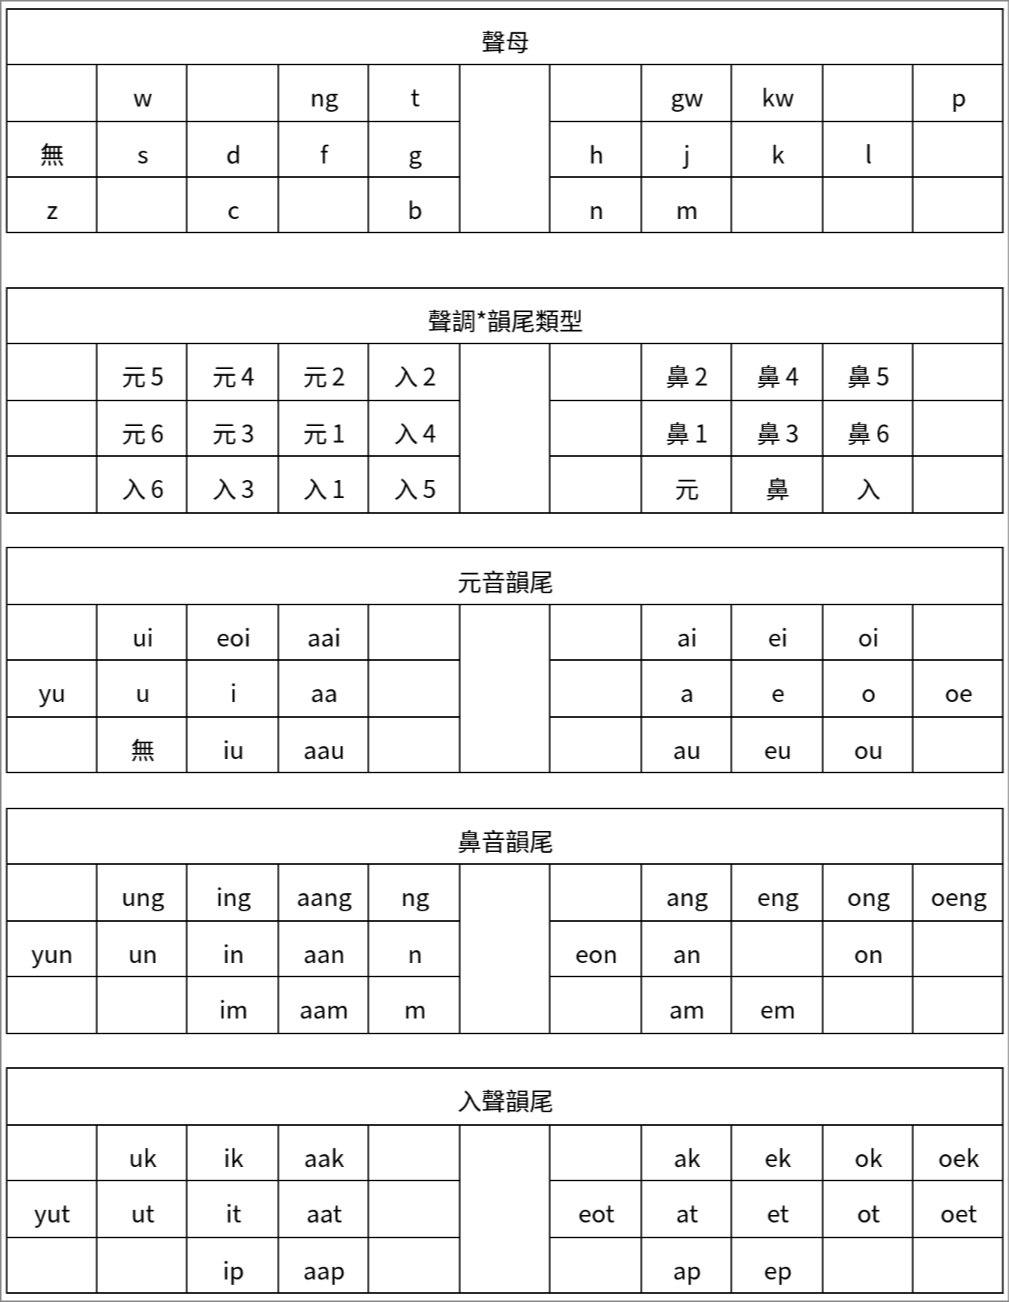 聲母
w ng t gw kw p
無 s d f g h j k l
z c b n m
聲調*韻尾類型
元5 元4 元2 入2 鼻2 鼻4 鼻5
元6 元3 元1 入4 鼻1 鼻3 鼻6
入6 入3 入1 入5 元 鼻 入
元音韻尾
ui eoi aai ai ei oi
yu u i aa a e o oe
無 iu aau au eu ou
鼻音韻尾
ung ing aang ng ang eng ong oeng
yun un in aan n eon an on
im aam m am em
入聲韻尾
uk ik aak ak ek ok oek
yut ut it aat eot at et ot oet
ip aap ap ep